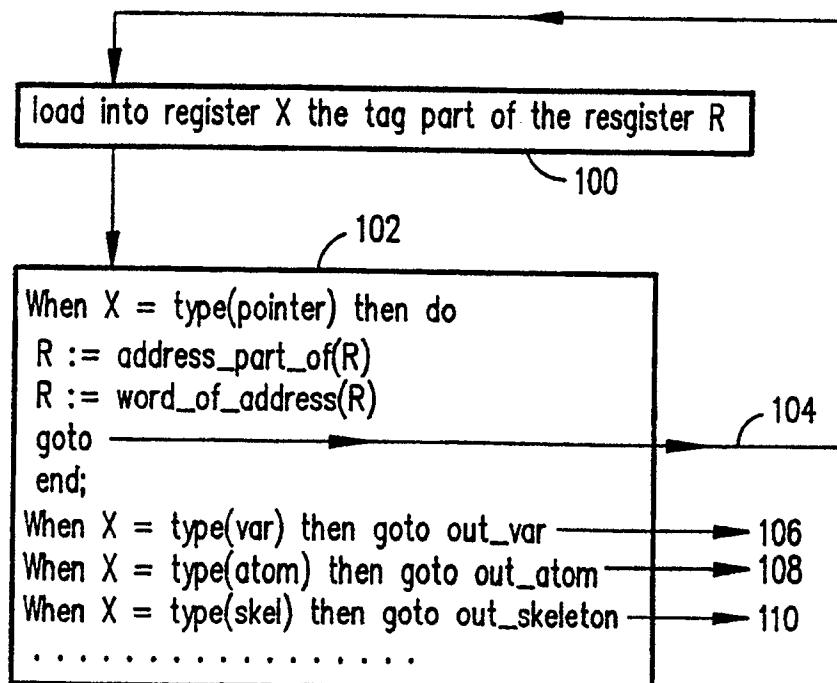 load into register X the tag part of the resgister R
100
102
When X = type(pointer) then do
R := address_part_of(R)
R := word_of_address(R)
goto
104
end;
When X = type(var) then goto out_var
106
When X = type(atom) then goto out_atom
108
When X = type(skel) then goto out_skeleton
110
. . . . . . . . . . . . . . . . .